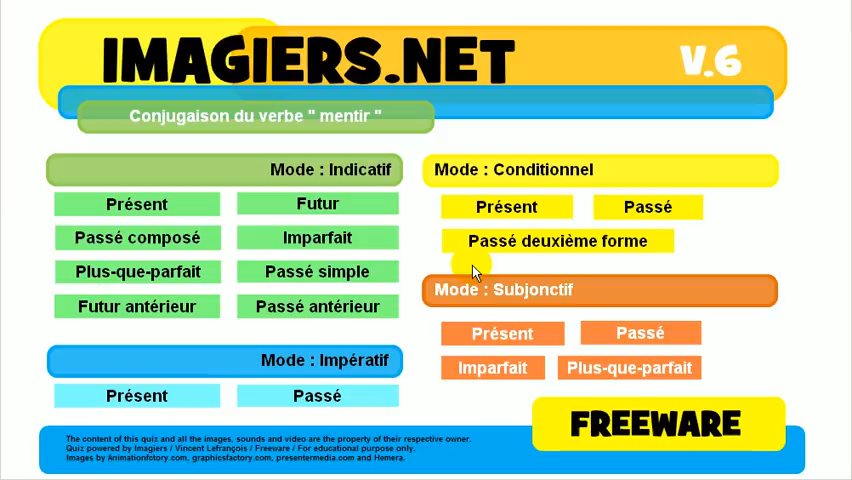 IMAGIERS.NET
V.6
Conjugaison du verbe " mentir "
Mode : Indicatif
Présent
Futur
Passé composé
Imparfait
Plus-que-parfait
Passé simple
Futur antérieur
Passé antérieur
Mode : Impératif
Présent
Passé
Mode : Conditionnel
Présent
Passé
Passé deuxième forme
Mode : Subjonctif
Présent
Passé
Imparfait
Plus-que-parfait
FREEWARE
The content of this quiz and all the images, sounds and video are the property of their respective owner.
Quiz powered by Imagiers / Vincent Lefrançois / Freeware / For educational purpose only.
Images by Animationfctory.com, graphicsfactory.com, presentermedia.com and Hemera.